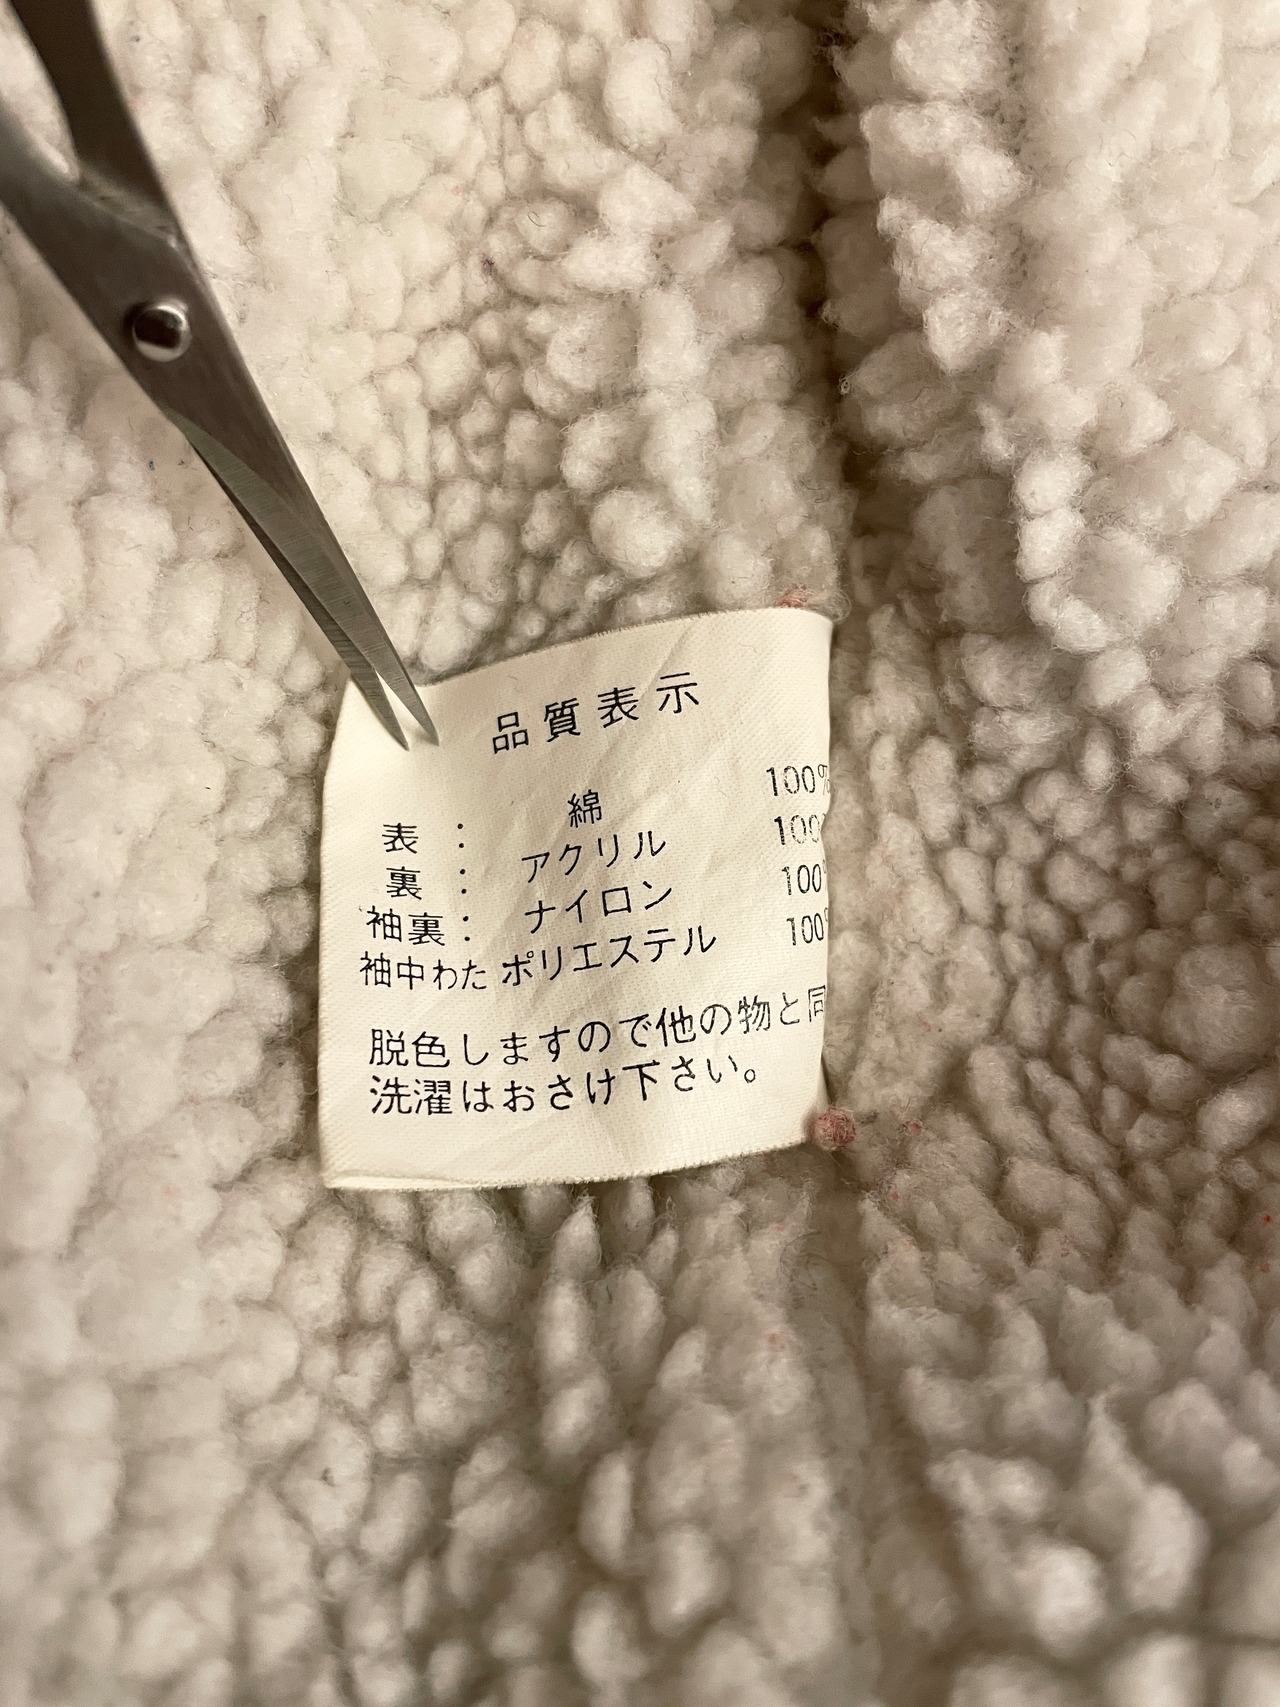 品質表示
表 : 綿 100%
裏 : アクリル 100
袖裏 : ナイロン 100%
袖中わた ポリエステル 100%
脱色しますので他の物と同
洗濯はおさけ下さい。